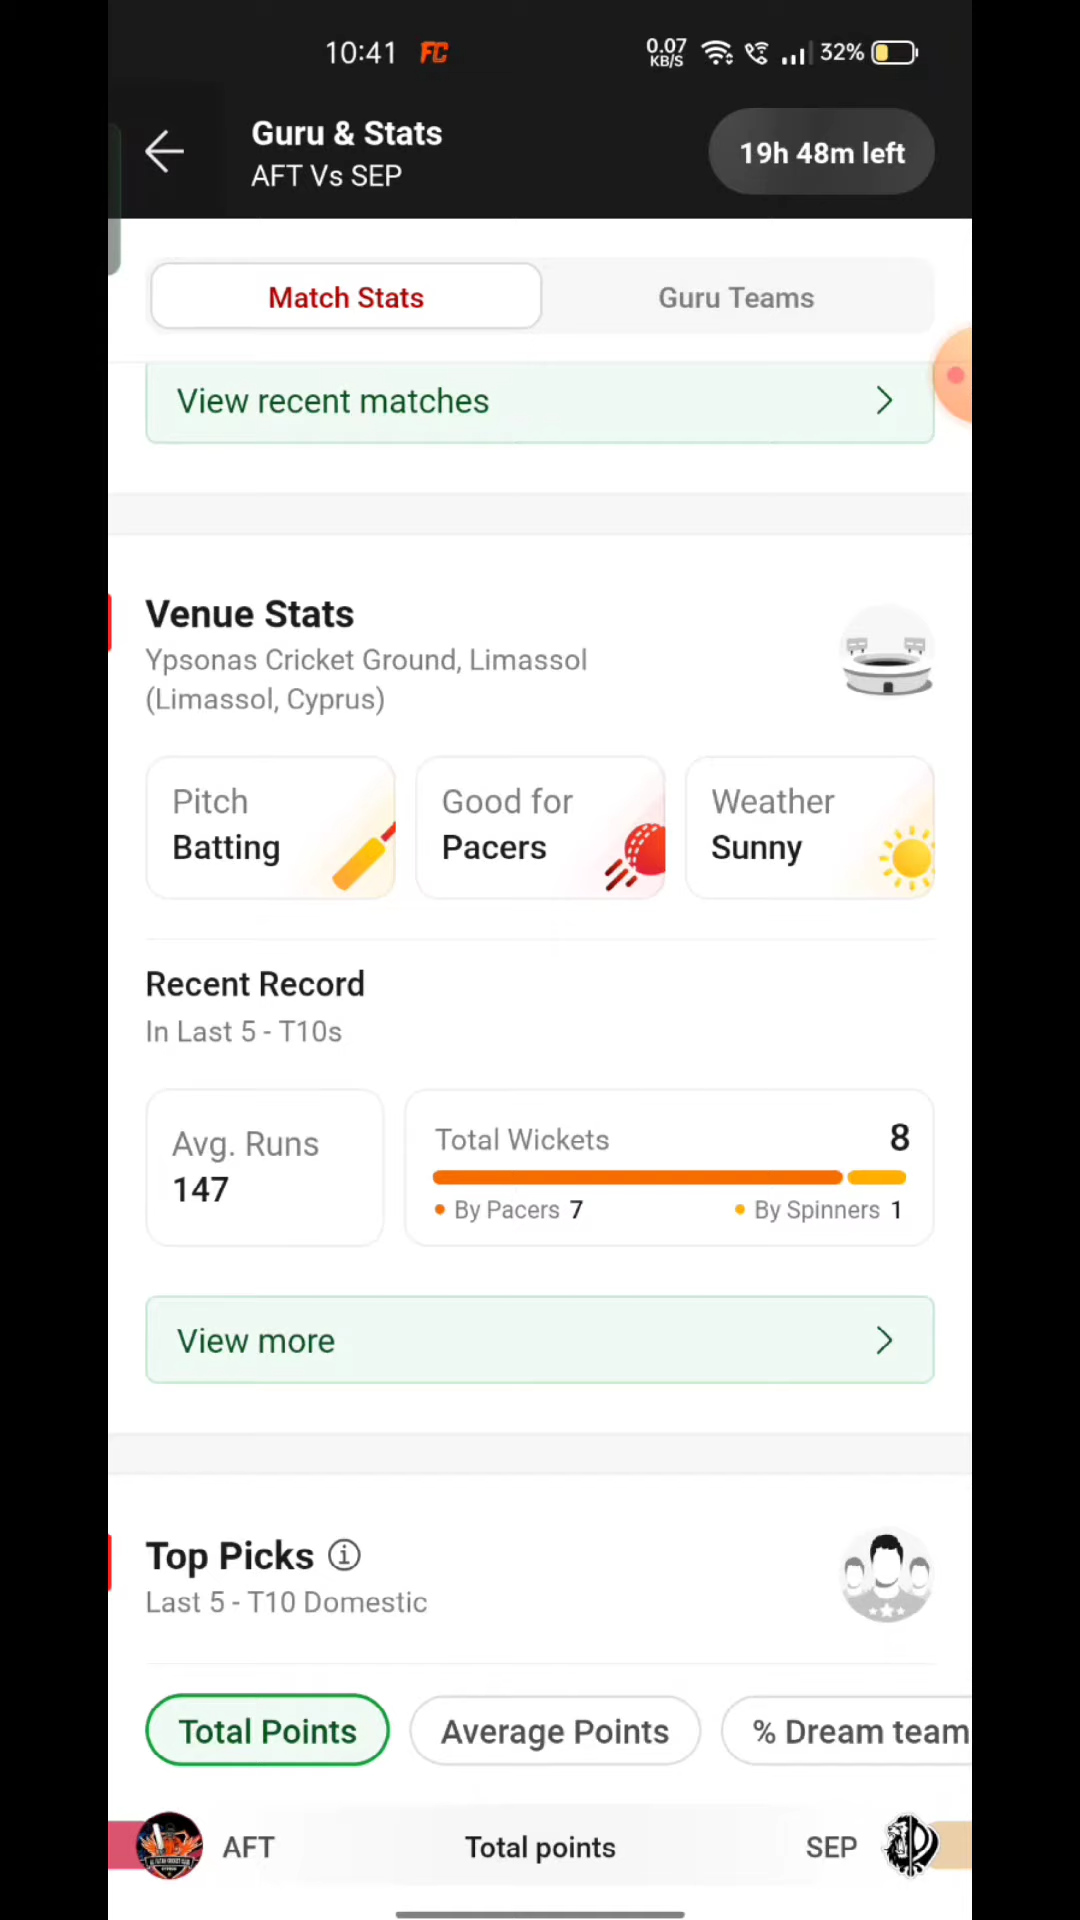 10:41 FC 0.07 KB/S 32%
Guru & Stats
AFT Vs SEP
19h 48m left
Match Stats
Guru Teams
View recent matches
Venue Stats
Ypsonas Cricket Ground, Limassol
(Limassol, Cyprus)
Pitch
Batting
Good for
Pacers
Weather
Sunny
Recent Record
In Last 5 - T10s
Avg. Runs
147
Total Wickets 8
By Pacers 7 By Spinners 1
View more
Top Picks
Last 5 - T10 Domestic
Total Points Average Points % Dream team
AFT Total points SEP